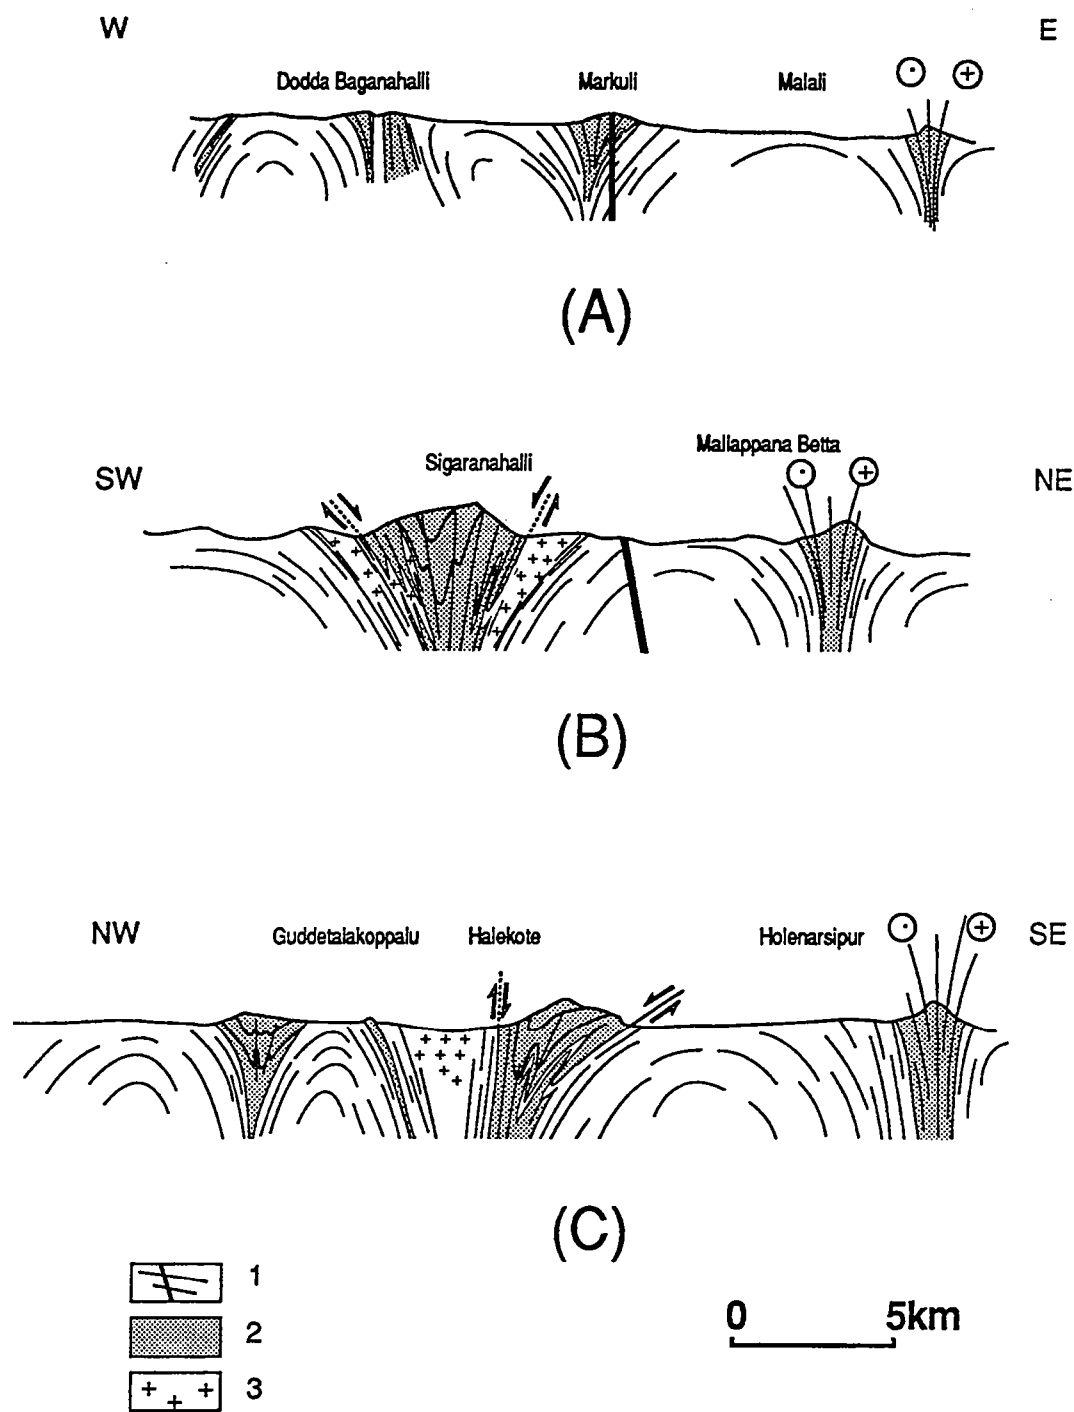 W E
Dodda Baganahalli Markuli Malali
(A)
Mallappana Betta
Sigaranahalli
SW NE
(B)
NW Guddetalakoppalu Halekote Holenarsipur SE
(C)
1
0 5km
2
3